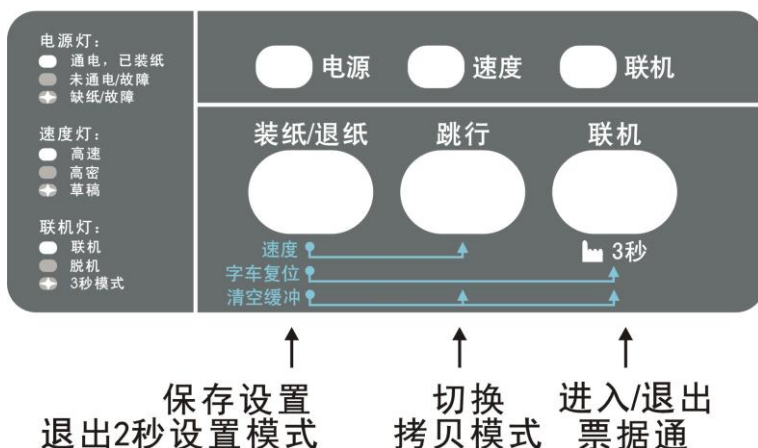 电源灯：
通电，已装纸
未通电/故障
缺纸/故障
速度灯：
高速
高密
草稿
联机灯：
联机
脱机
3秒模式
电源
速度
联机
装纸/退纸
跳行
联机
速度
字车复位
清空缓冲
3秒
保存设置
退出2秒设置模式
切换
拷贝模式
进入/退出
票据通